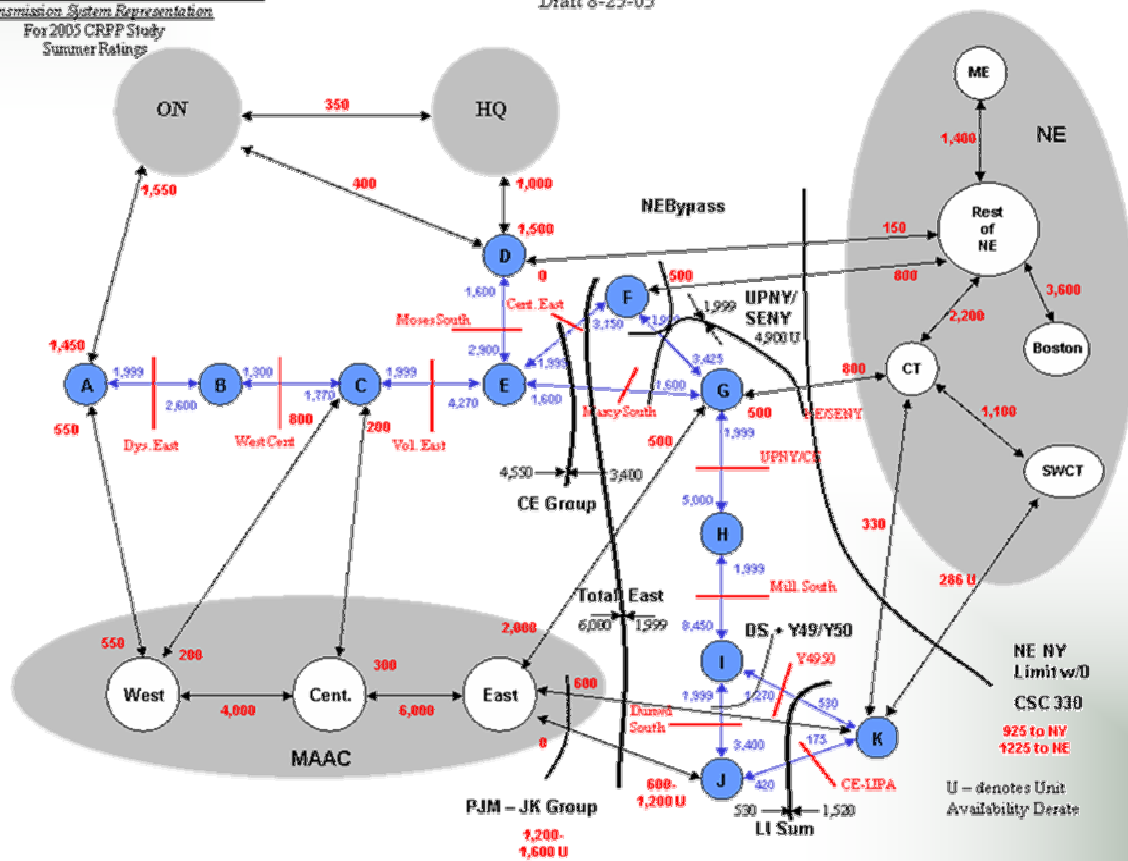 nsmission System Representation
For 2005 CRPP Study
Summer Ratings
Draft 8-25-05
ON
350
HQ
ME
1,400
NE
1,550
400
1,000
1,500
D
0
NEBypass
150
Rest
of
NE
800
500
3,600
2,200
Boston
1,600
Cent. East
F
1,999
UPNY/
SENY
4,900 U
Moses South
3,150
2,900
1,999
3,425
1,450
A
1,999
B
1,300
C
1,999
E
G
800
CT
2,600
1,770
4,270
1,600
1,600
550
800
200
500
1,100
Dys. East
West Cent
Vol. East
Marcy South
500
NE/SENY
1,999
UPNY/CE
SWCT
4,550
3,400
5,000
CE Group
H
330
286 U
1,999
Mill. South
Total East
6,000
1,999
8,450
DS + Y49/Y50
550
200
2,000
I
Y4950
NE NY
Limit w/D
CSC 330
300
West
Cent.
East
600
1,999
1,270
530
4,000
6,000
Dunwd
South
925 to NY
1225 to NE
K
0
3,400
175
MAAC
J
420
CE-LIPA
600-
1,200 U
U – denotes Unit
Availability Derate
PJM – JK Group
530
1,520
LI Sum
1,200-
1,600 U